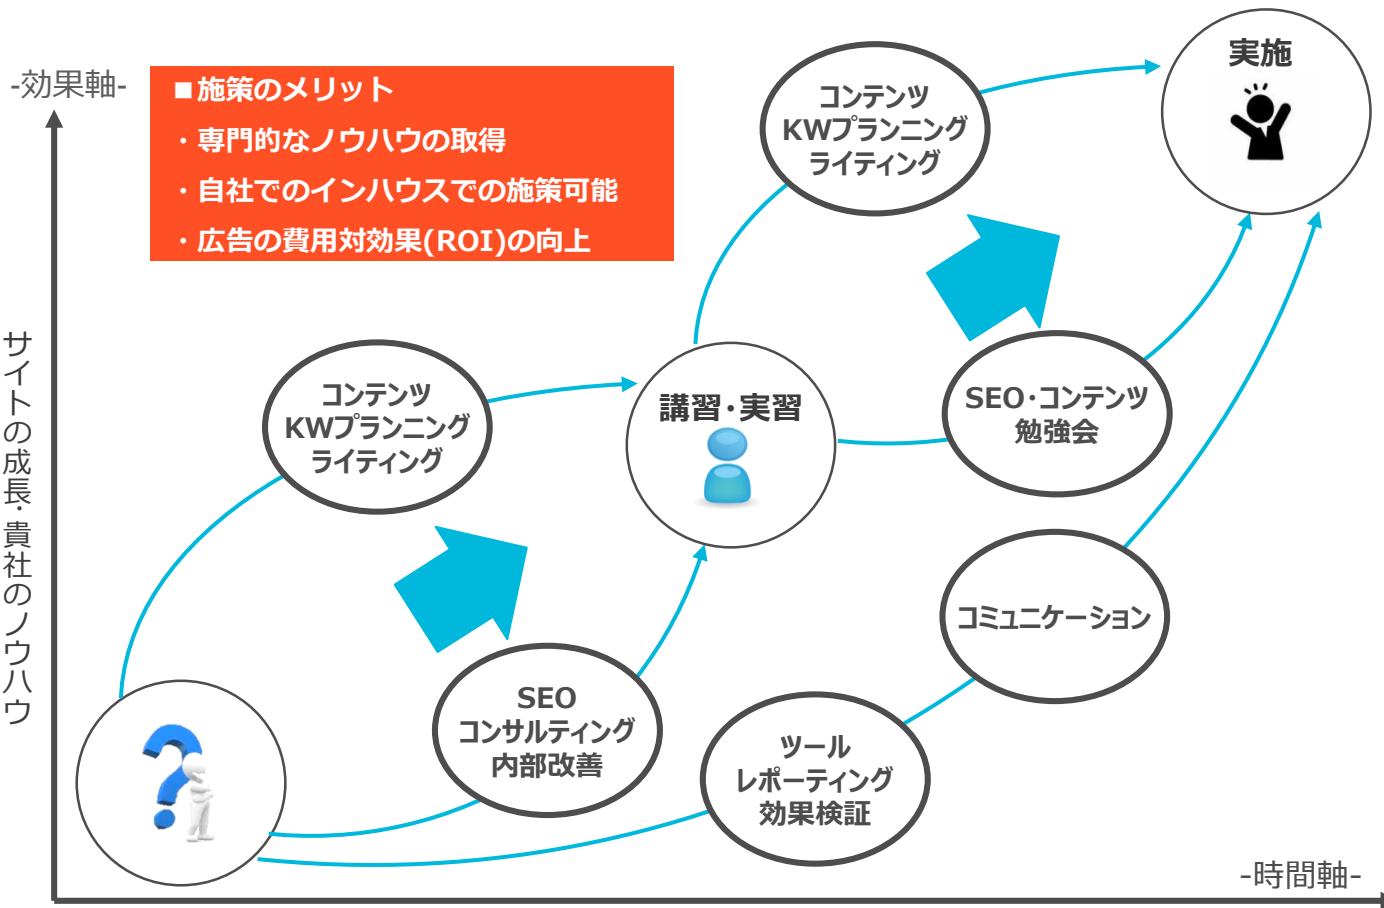 -効果軸-
■施策のメリット
・専門的なノウハウの取得
・自社でのインハウスでの施策可能
・広告の費用対効果(ROI)の向上
コンテンツ
KWプランニング
ライティング
実施
サイトの成長・貴社のノウハウ
コンテンツ
KWプランニング
ライティング
講習・実習
SEO・コンテンツ
勉強会
SEO
コンサルティング
内部改善
ツール
レポーティング
効果検証
コミュニケーション
?
-時間軸-